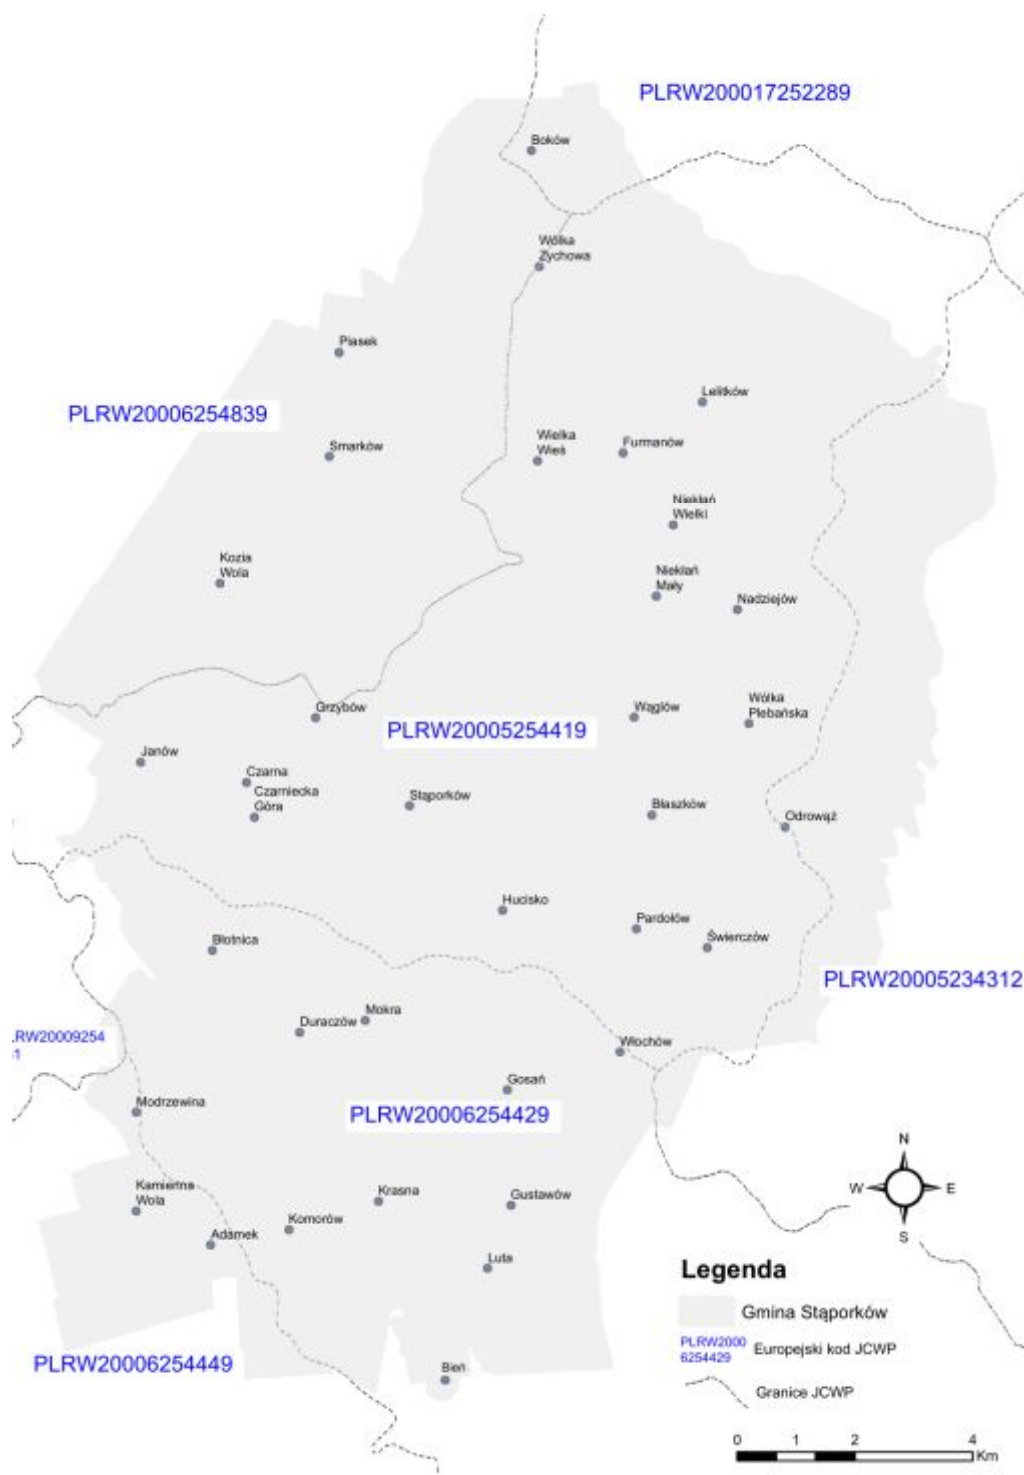 PLRW200017252289
Boków
Wólka
Zychowa
Piasek
Lelitków
PLRW20006254839
Smarków
Wielka
Wieś
Furmanów
Niekłań
Wielki
Kozia
Wola
Niekłań
Mały
Nadziejów
Grzybów
PLRW20005254419
Wąglów
Wólka
Plebańska
Janów
Czarna
Czarniecka
Góra
Stąporków
Błaszków
Odrowąż
Hucisko
Pardołów
Świerczów
Błotnica
PLRW20005234312
Mokra
Duraczów
LRW20009254
Włochów
Gosań
Modrzewina
PLRW20006254429
N
W
E
S
Kamienna
Wola
Krasna
Gustawów
Komorów
Adamek
Luta
Legenda
Gmina Stąporków
PLRW2000
6254429
Europejski kod JCWP
PLRW20006254449
Bień
Granice JCWP
0 1 2 4
Km